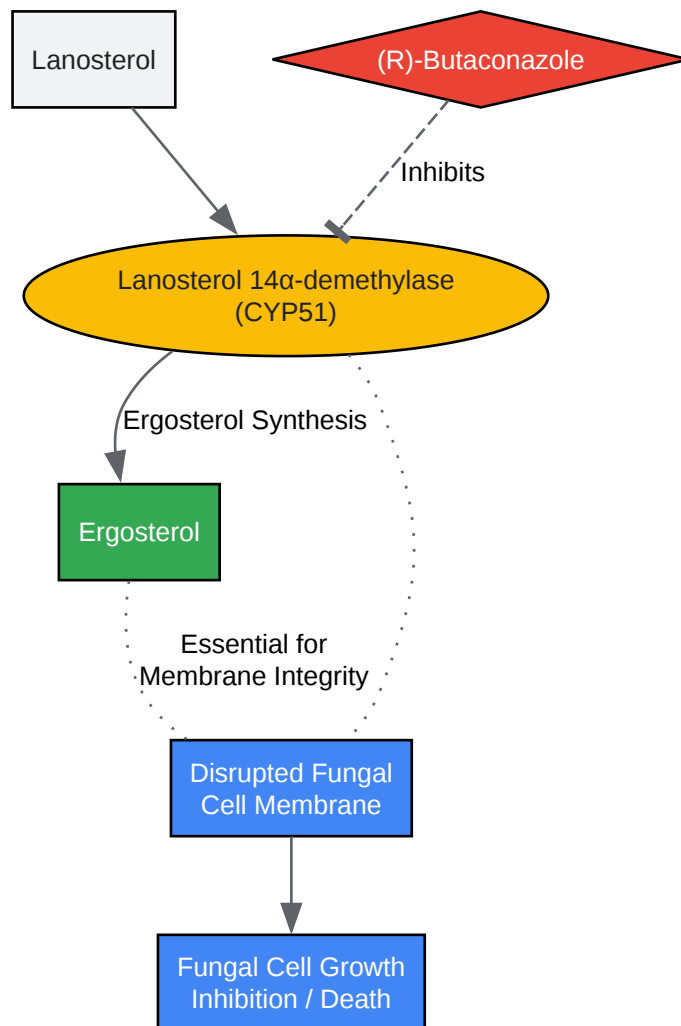 Lanosterol
(R)-Butaconazole
Inhibits
Lanosterol 14α-demethylase
(CYP51)
Ergosterol Synthesis
Ergosterol
Essential for
Membrane Integrity
Disrupted Fungal
Cell Membrane
Fungal Cell Growth
Inhibition / Death